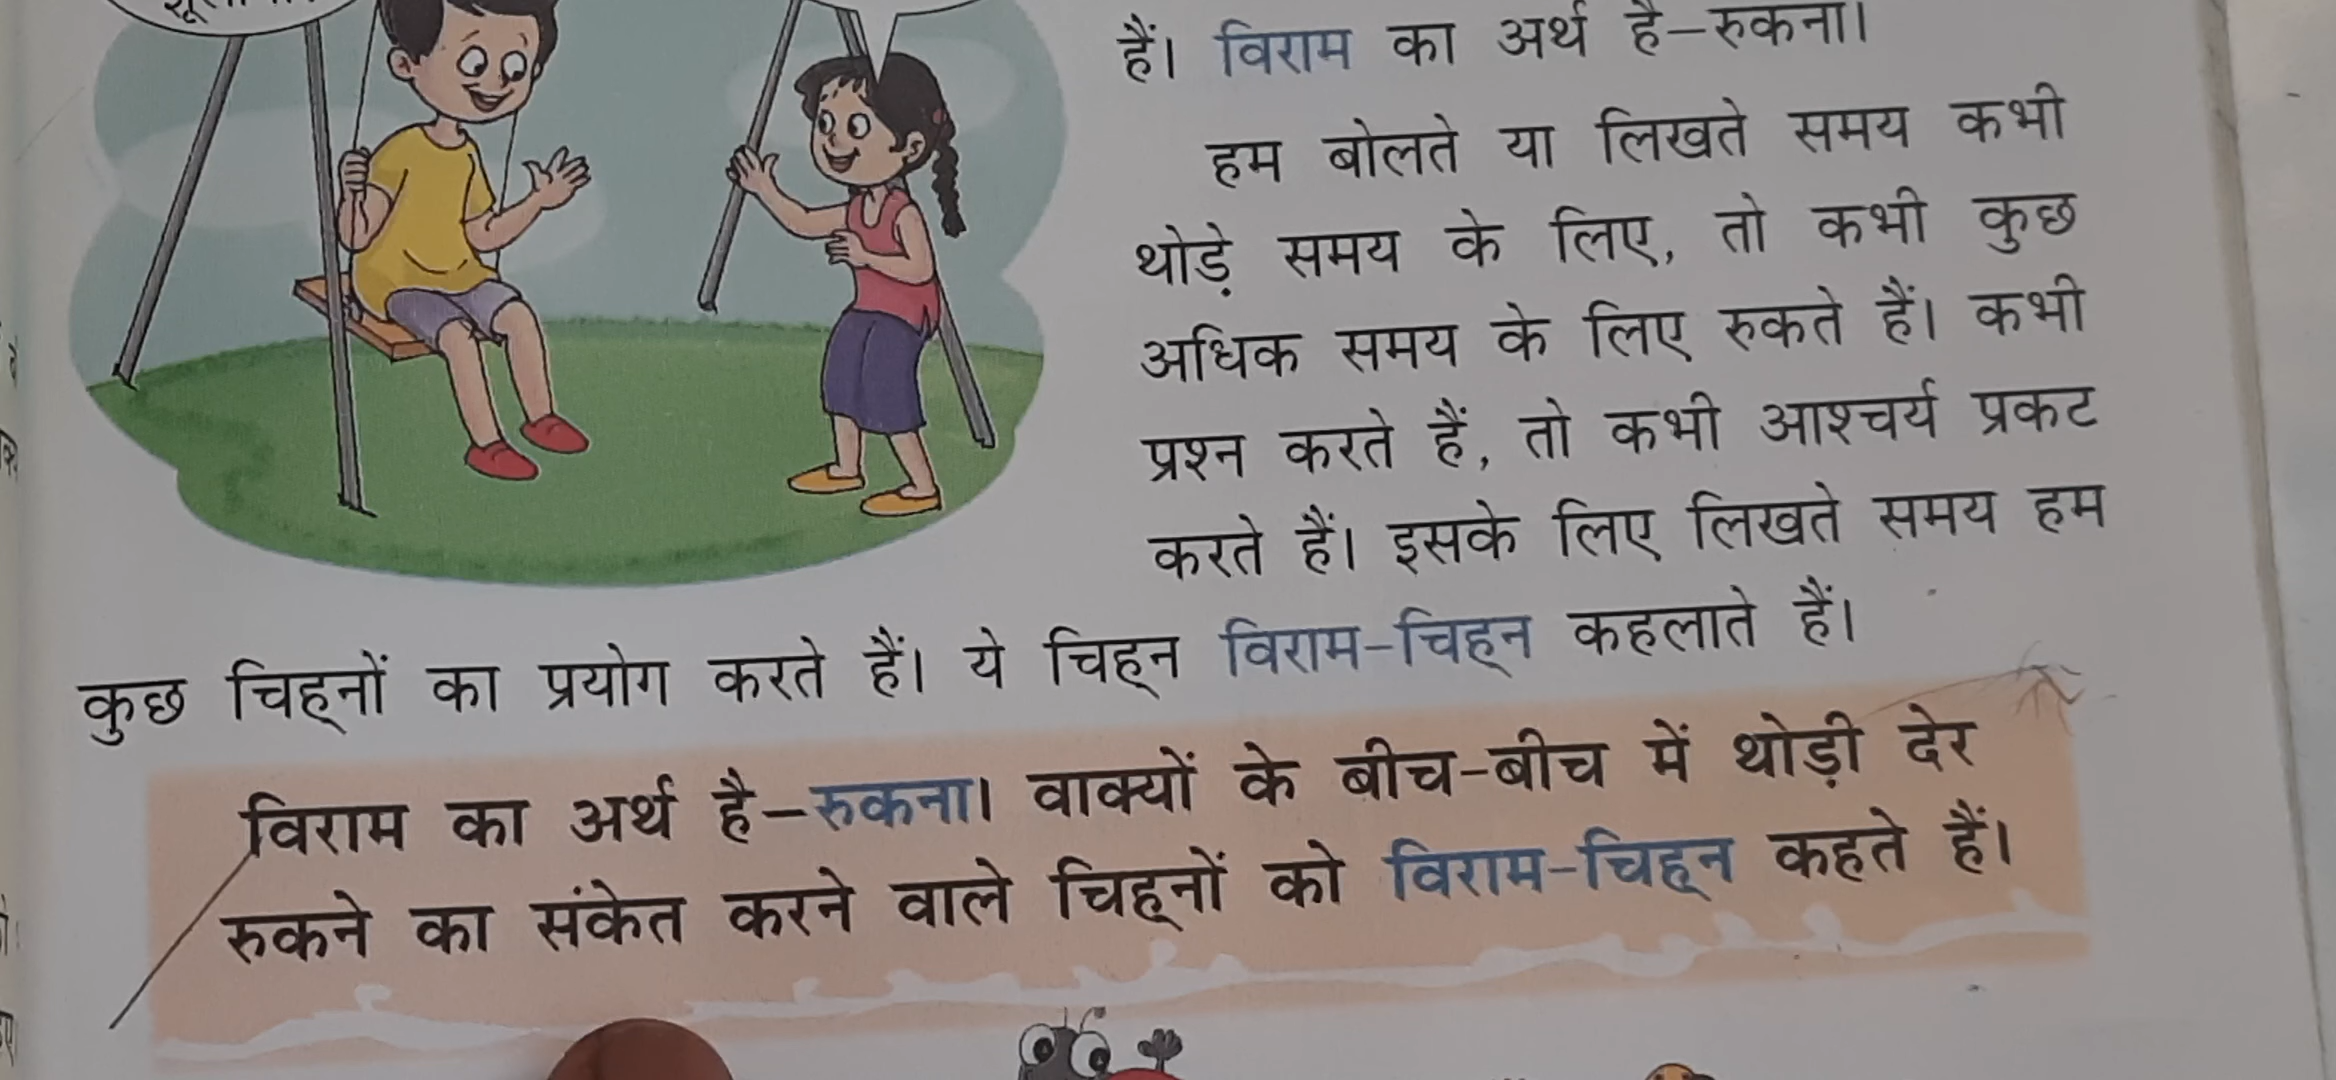 हैं। विराम का अर्थ है–रुकना।
हम बोलते या लिखते समय कभी
थोड़े समय के लिए, तो कभी कुछ
अधिक समय के लिए रुकते हैं। कभी
प्रश्न करते हैं, तो कभी आश्चर्य प्रकट
करते हैं। इसके लिए लिखते समय हम
कुछ चिह्नों का प्रयोग करते हैं। ये चिह्न विराम-चिह्न कहलाते हैं।
विराम का अर्थ है–रुकना। वाक्यों के बीच-बीच में थोड़ी देर
रुकने का संकेत करने वाले चिह्नों को विराम-चिह्न कहते हैं।